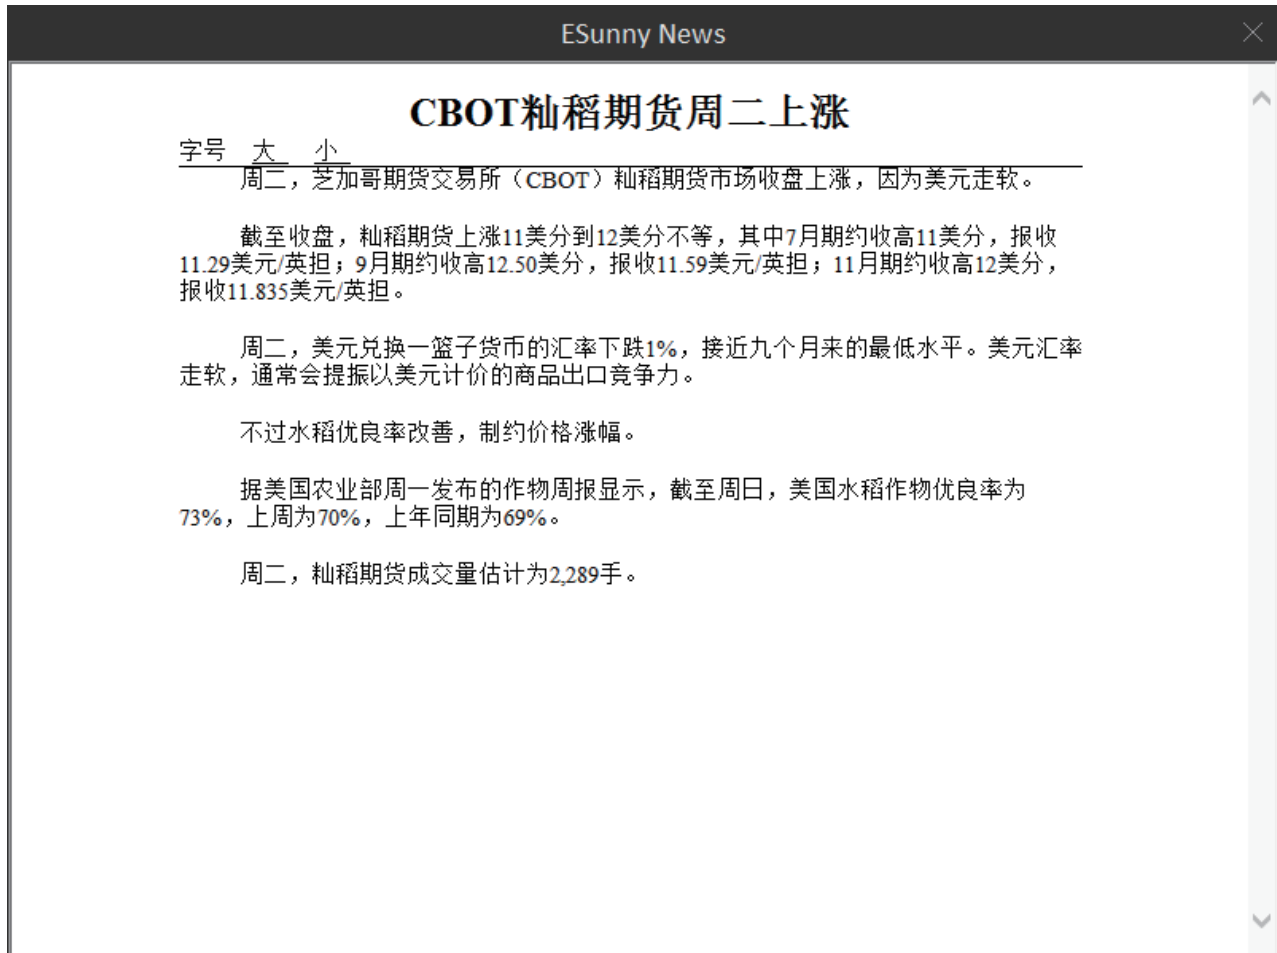 ESunny News
CBOT籼稻期货周二上涨
字号 大 小
周二，芝加哥期货交易所（CBOT）籼稻期货市场收盘上涨，因为美元走软。
截至收盘，籼稻期货上涨11美分到12美分不等，其中7月期约收高11美分，报收
11.29美元/英担；9月期约收高12.50美分，报收11.59美元/英担；11月期约收高12美分，
报收11.835美元/英担。
周二，美元兑换一篮子货币的汇率下跌1%，接近九个月来的最低水平。美元汇率
走软，通常会提振以美元计价的商品出口竞争力。
不过水稻优良率改善，制约价格涨幅。
据美国农业部周一发布的作物周报显示，截至周日，美国水稻作物优良率为
73%，上周为70%，上年同期为69%。
周二，籼稻期货成交量估计为2,289手。